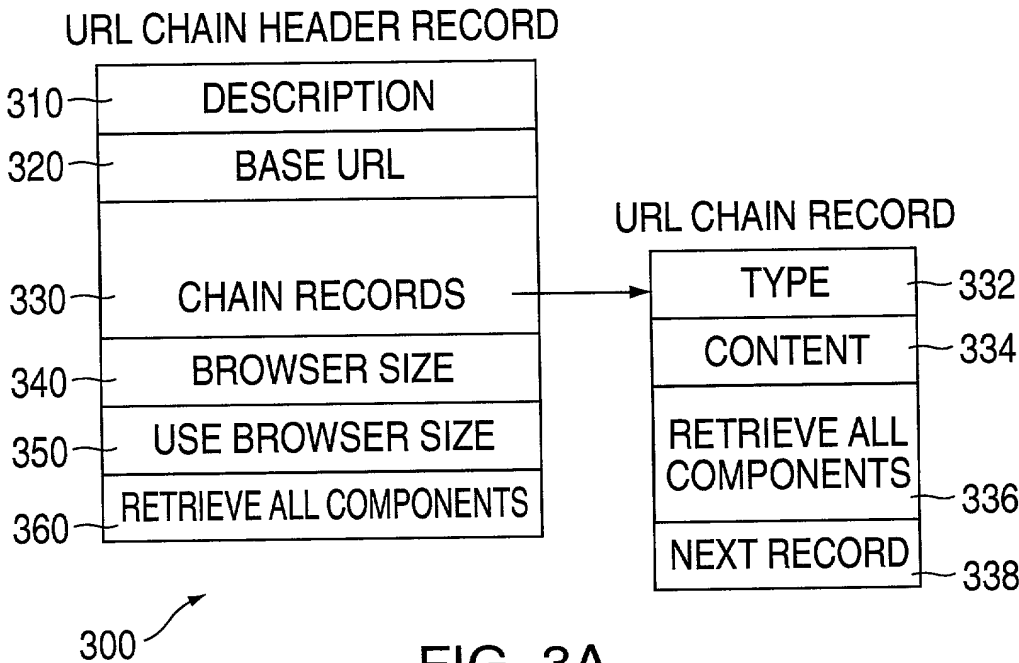 URL CHAIN HEADER RECORD
310 DESCRIPTION
320 BASE URL
330 CHAIN RECORDS
340 BROWSER SIZE
350 USE BROWSER SIZE
360 RETRIEVE ALL COMPONENTS
URL CHAIN RECORD
TYPE 332
CONTENT 334
RETRIEVE ALL
COMPONENTS 336
NEXT RECORD 338
300
FIG. 3A